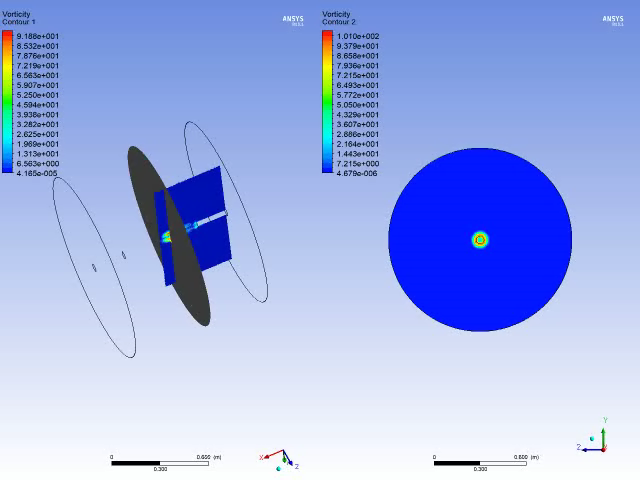 Vorticity
Contour 1
9.188e+001
8.532e+001
7.876e+001
7.219e+001
6.563e+001
5.907e+001
5.250e+001
4.594e+001
3.938e+001
3.282e+001
2.625e+001
1.969e+001
1.313e+001
6.563e+000
4.165e-005
ANSYS
0
0.600 (m)
0.300
X
Z
Vorticity
Contour 2
1.010e+002
9.379e+001
8.658e+001
7.936e+001
7.215e+001
6.493e+001
5.772e+001
5.050e+001
4.329e+001
3.607e+001
2.886e+001
2.164e+001
1.443e+001
7.215e+000
4.679e-006
ANSYS
0
0.600 (m)
0.300
Y
Z